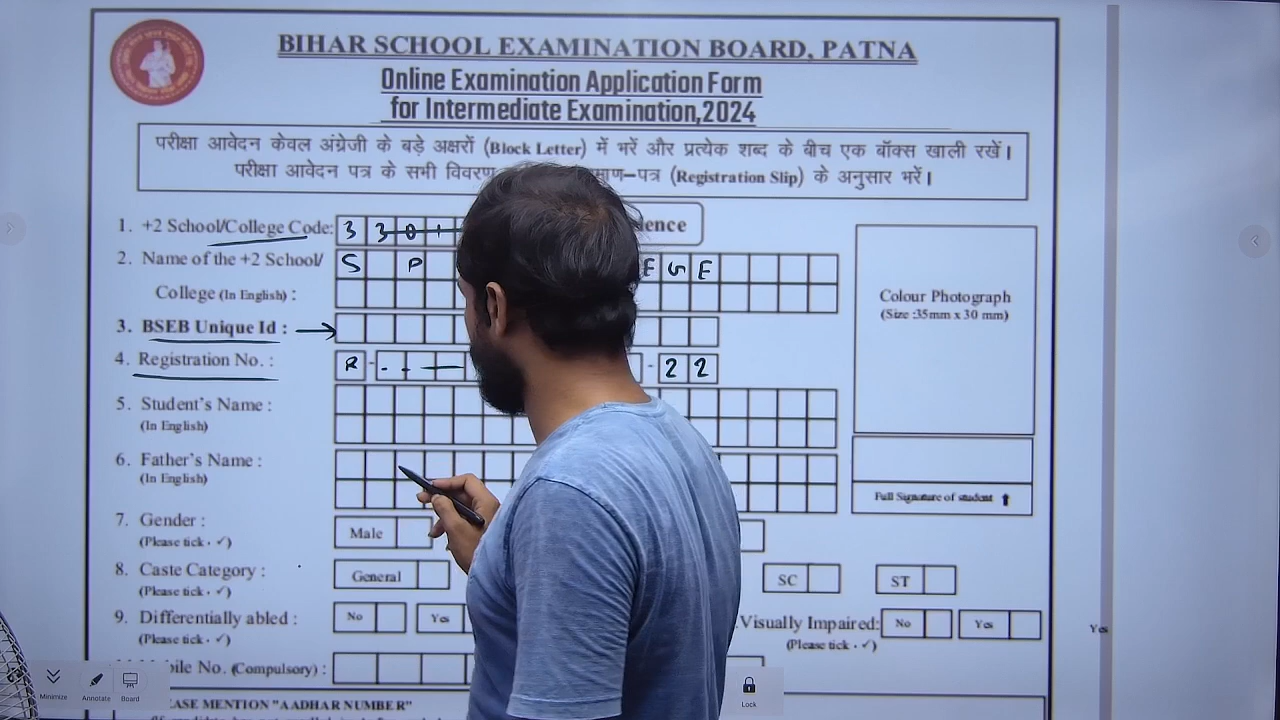 BIHAR SCHOOL EXAMINATION BOARD, PATNA
Online Examination Application Form
for Intermediate Examination,2024
परीक्षा आवेदन केवल अंग्रेजी के बड़े अक्षरों (Block Letter) में भरें और प्रत्येक शब्द के बीच एक बॉक्स खाली रखें।
परीक्षा आवेदन पत्र के सभी विवरण माण-पत्र (Registration Slip) के अनुसार भरें।
1. +2 School/College Code: 3 3 0 1
2. Name of the +2 School/ S P E G E
College (In English) :
3. BSEB Unique Id :
4. Registration No. : R - - 2 2
5. Student's Name :
(In English)
6. Father's Name :
(In English)
Colour Photograph
(Size :35mm x 30 mm)
Full Signature of student
7. Gender : Male
(Please tick - ✓)
8. Caste Category : General SC ST
(Please tick - ✓)
9. Differentially abled : No Yes Visually Impaired: No Yes Yes
(Please tick - ✓) (Please tick - ✓)
No. (Compulsory) :
MENTION "AADHAR NUMBER"
Minimize Annotate Board Lock